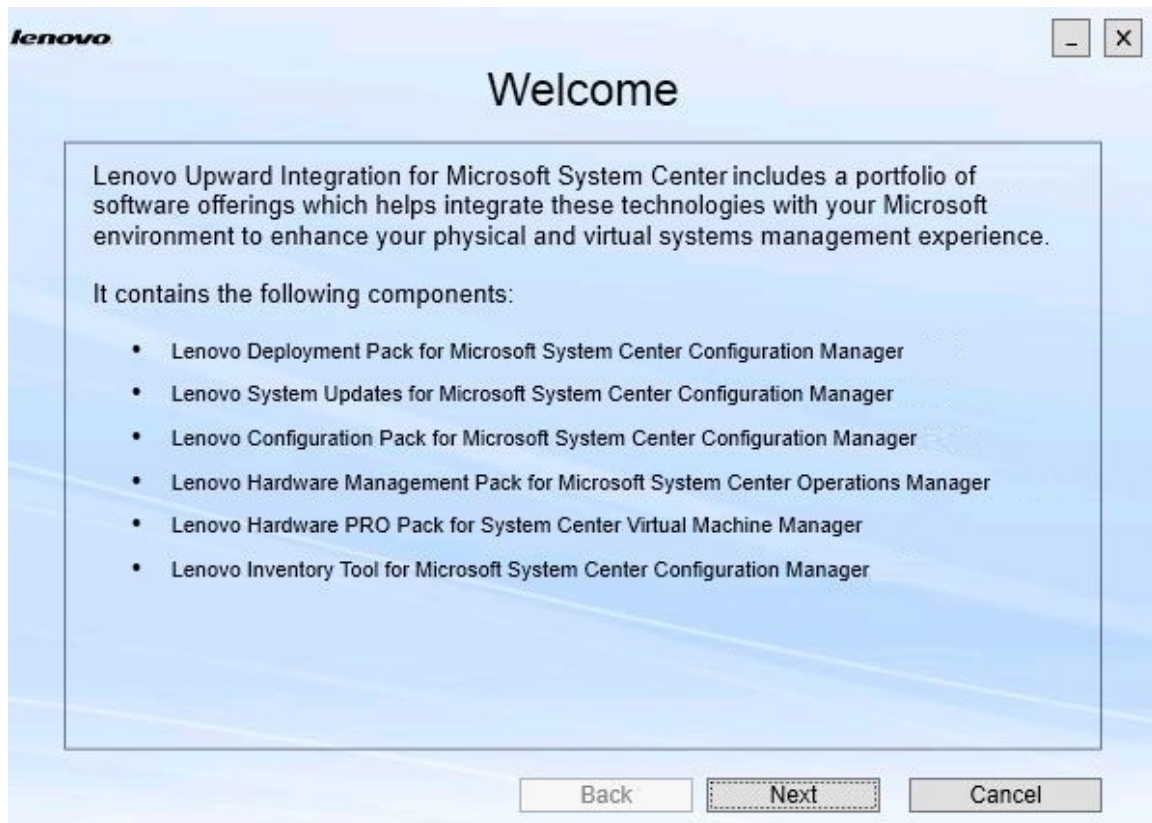 lenovo
Welcome
Lenovo Upward Integration for Microsoft System Center includes a portfolio of
software offerings which helps integrate these technologies with your Microsoft
environment to enhance your physical and virtual systems management experience.
It contains the following components:
• Lenovo Deployment Pack for Microsoft System Center Configuration Manager
• Lenovo System Updates for Microsoft System Center Configuration Manager
• Lenovo Configuration Pack for Microsoft System Center Configuration Manager
• Lenovo Hardware Management Pack for Microsoft System Center Operations Manager
• Lenovo Hardware PRO Pack for System Center Virtual Machine Manager
• Lenovo Inventory Tool for Microsoft System Center Configuration Manager
Back Next Cancel